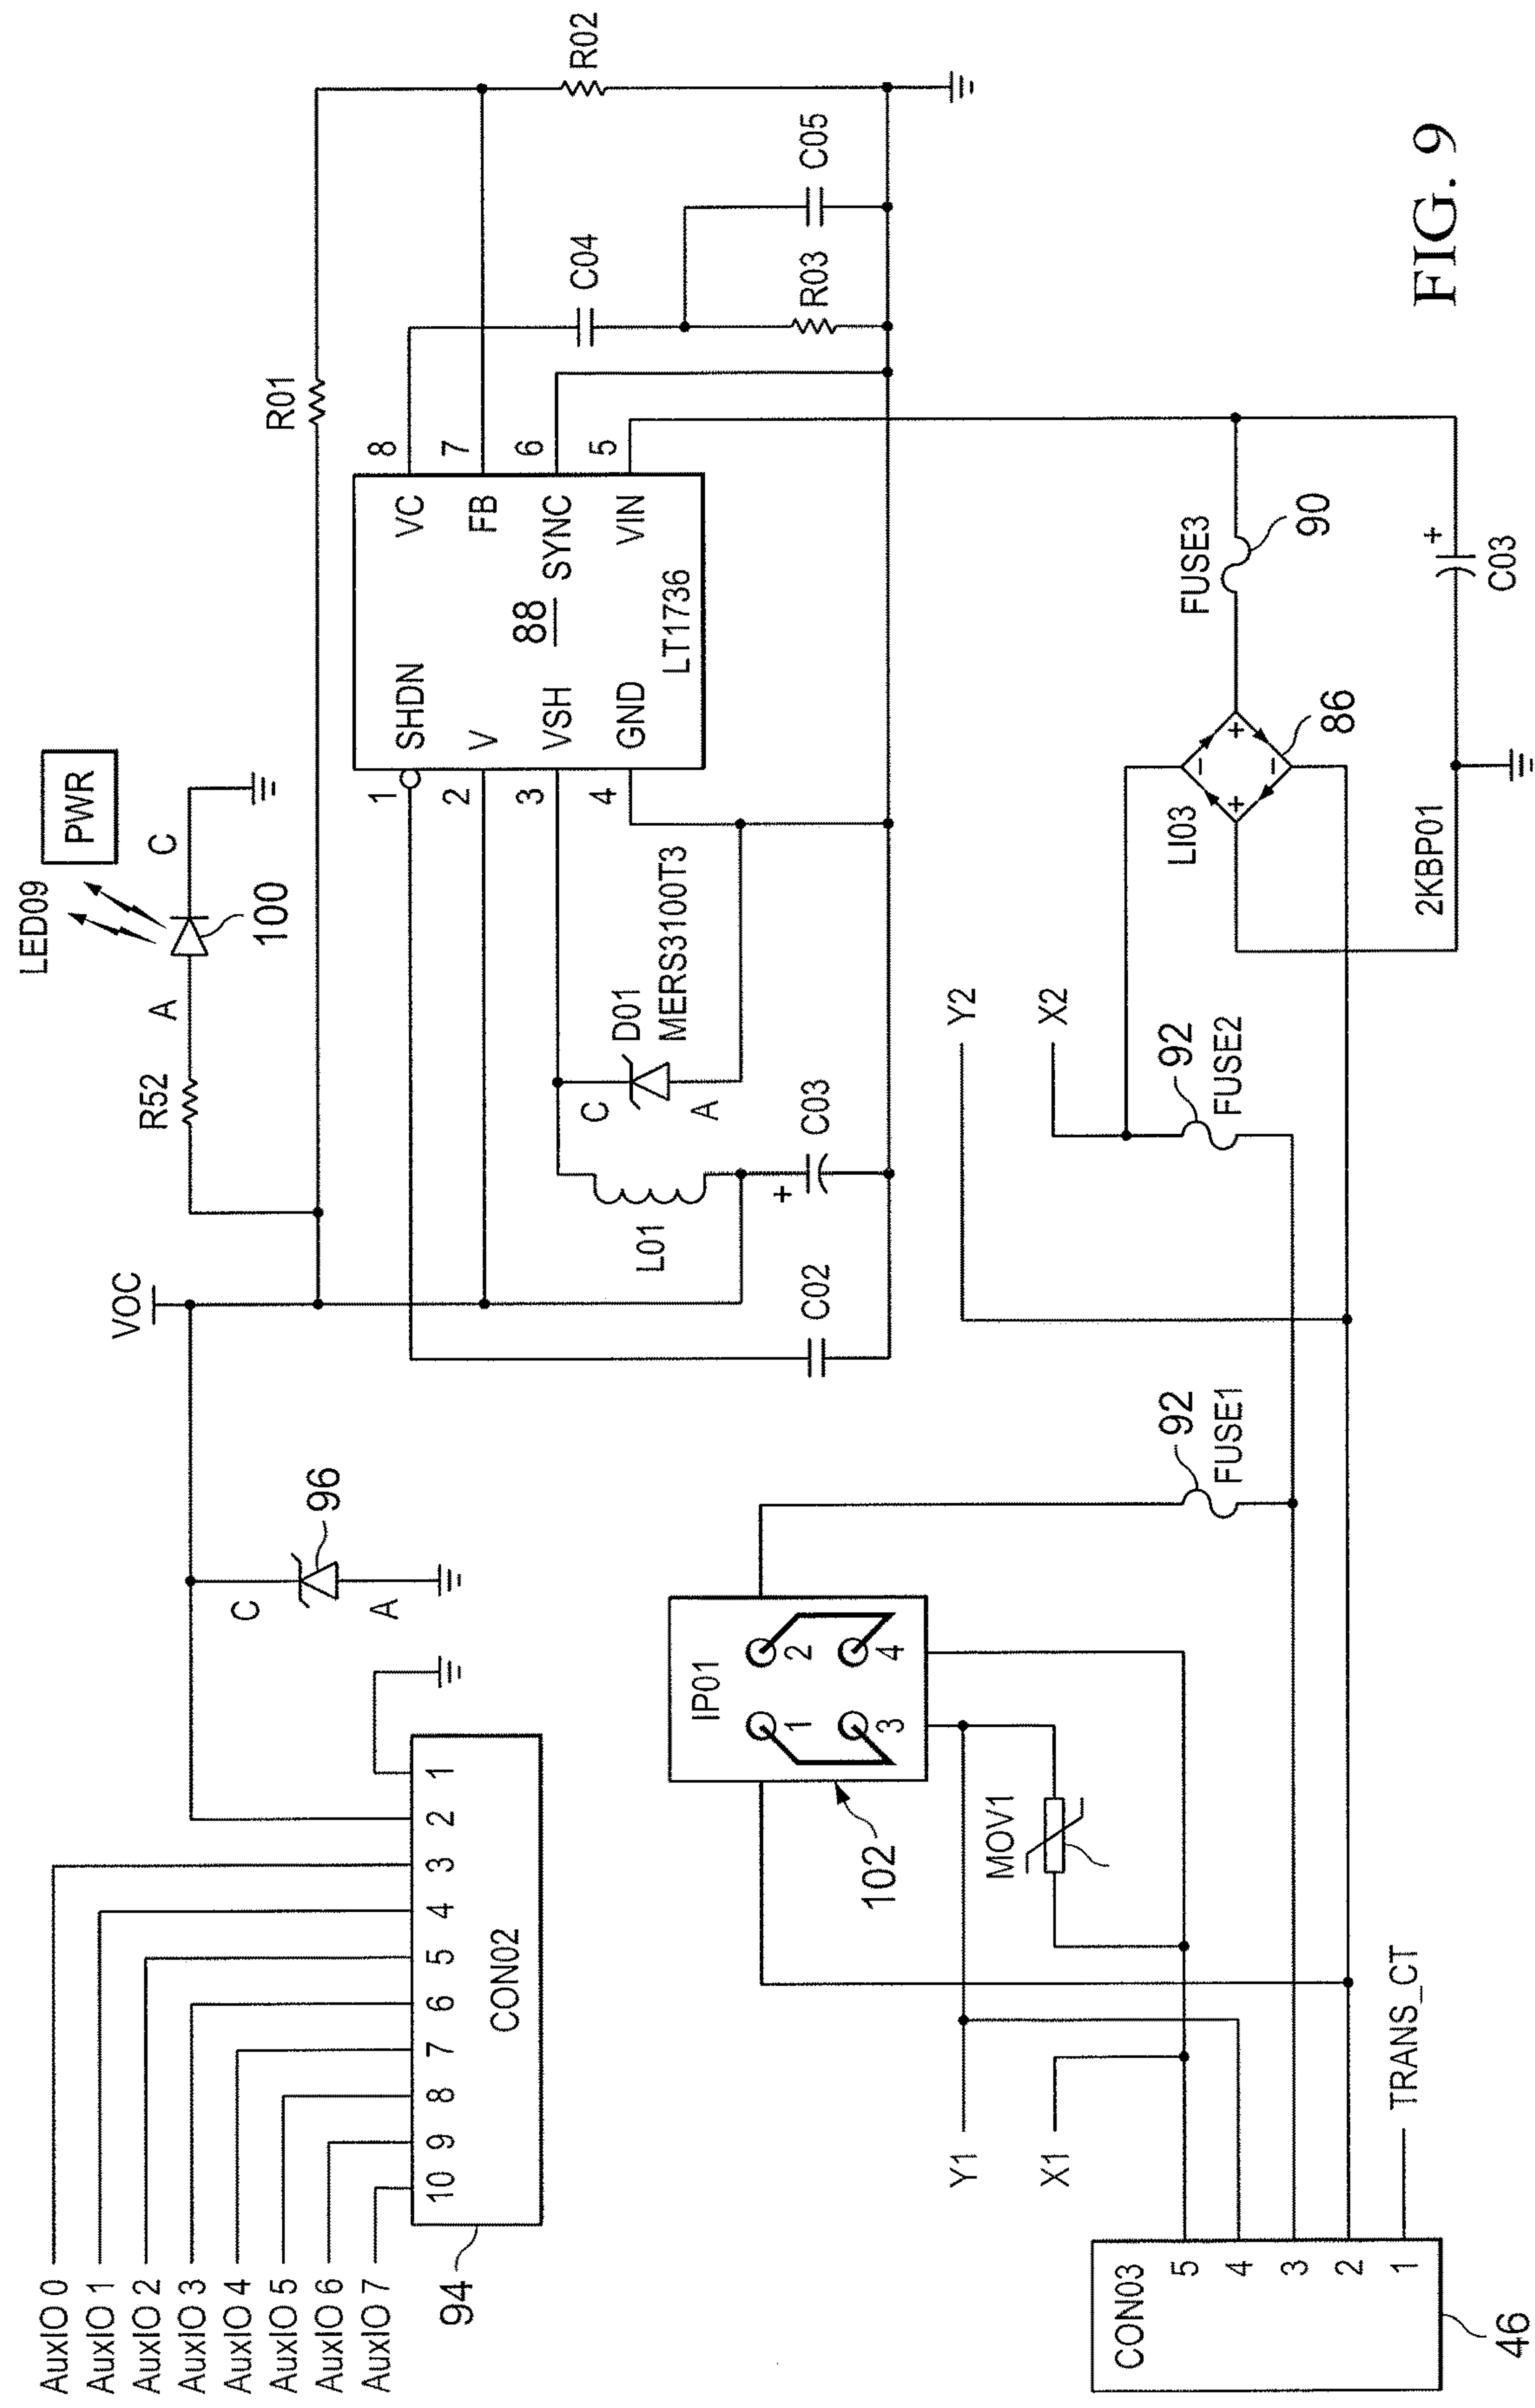 AuxIO 0
AuxIO 1
AuxIO 2
AuxIO 3
AuxIO 4
AuxIO 5
AuxIO 6
AuxIO 7
94
10 9 8 7 6 5 4 3 2 1
CON02
C
A
96
VOC
R52
A
C
LED09
100
PWR
R01
1
SHDN
2
V
3
VSH
4
GND
88
LT1736
VC
8
FB
7
SYNC
6
VIN
5
R02
C04
R03
C05
L01
C
A
D01
MERS3100T3
C02
+
C03
IP01
1
2
3
4
102
MOV1
Y1
X1
92
FUSE1
Y2
X2
92
FUSE2
LI03
+
-
+
-
86
2KBP01
FUSE3
90
+
C03
CON03
5
4
3
2
1
46
TRANS_CT
FIG. 9